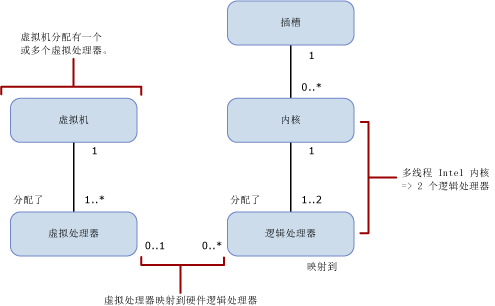 虚拟机分配有一个
或多个虚拟处理器。
插槽
1
0..*
虚拟机
内核
1
1
多线程 Intel 内核
=> 2 个逻辑处理器
分配了
1..*
分配了
1..2
虚拟处理器
逻辑处理器
0..1
0..*
映射到
虚拟处理器映射到硬件逻辑处理器